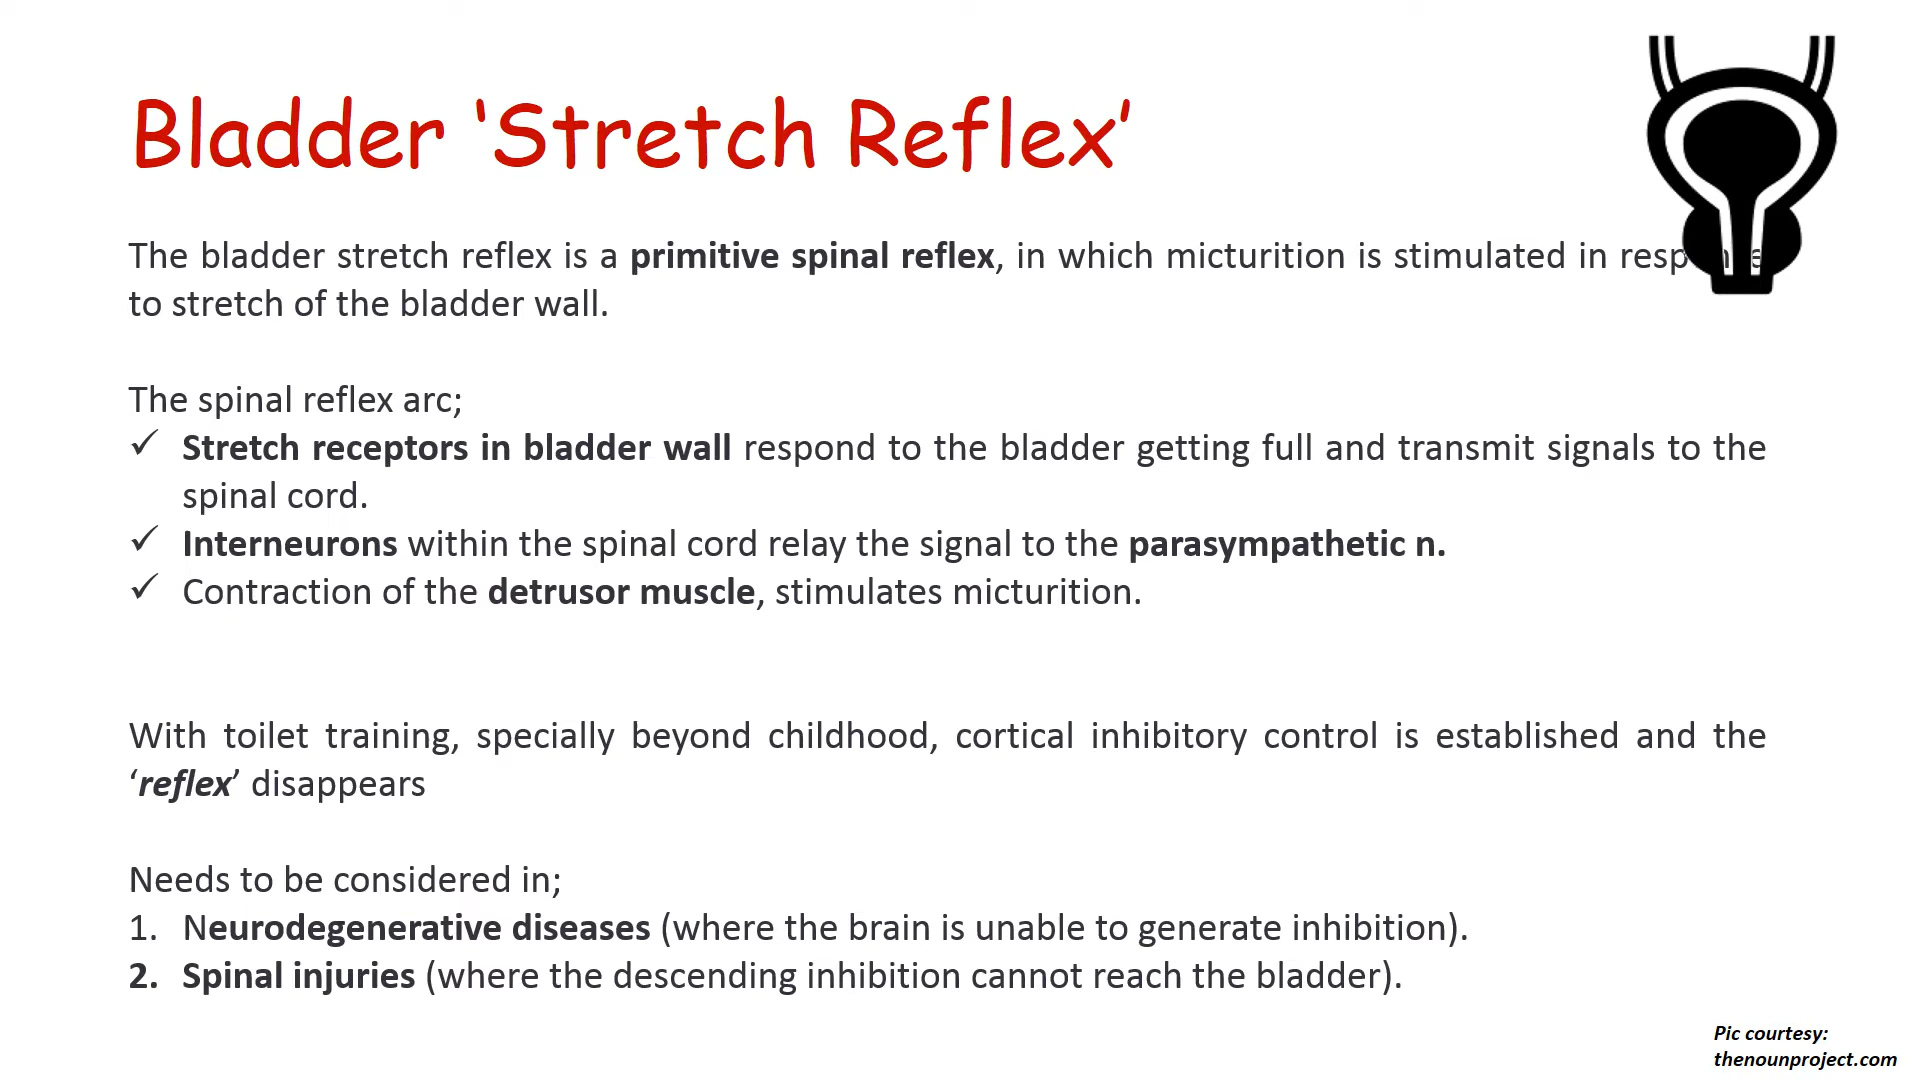 Bladder ‘Stretch Reflex’
The bladder stretch reflex is a primitive spinal reflex, in which micturition is stimulated in
to stretch of the bladder wall.
The spinal reflex arc;
✓ Stretch receptors in bladder wall respond to the bladder getting full and transmit signals to the
spinal cord.
✓ Interneurons within the spinal cord relay the signal to the parasympathetic n.
✓ Contraction of the detrusor muscle, stimulates micturition.
With toilet training, specially beyond childhood, cortical inhibitory control is established and the
‘reflex’ disappears
Needs to be considered in;
1. Neurodegenerative diseases (where the brain is unable to generate inhibition).
2. Spinal injuries (where the descending inhibition cannot reach the bladder).
Pic courtesy:
thenounproject.com